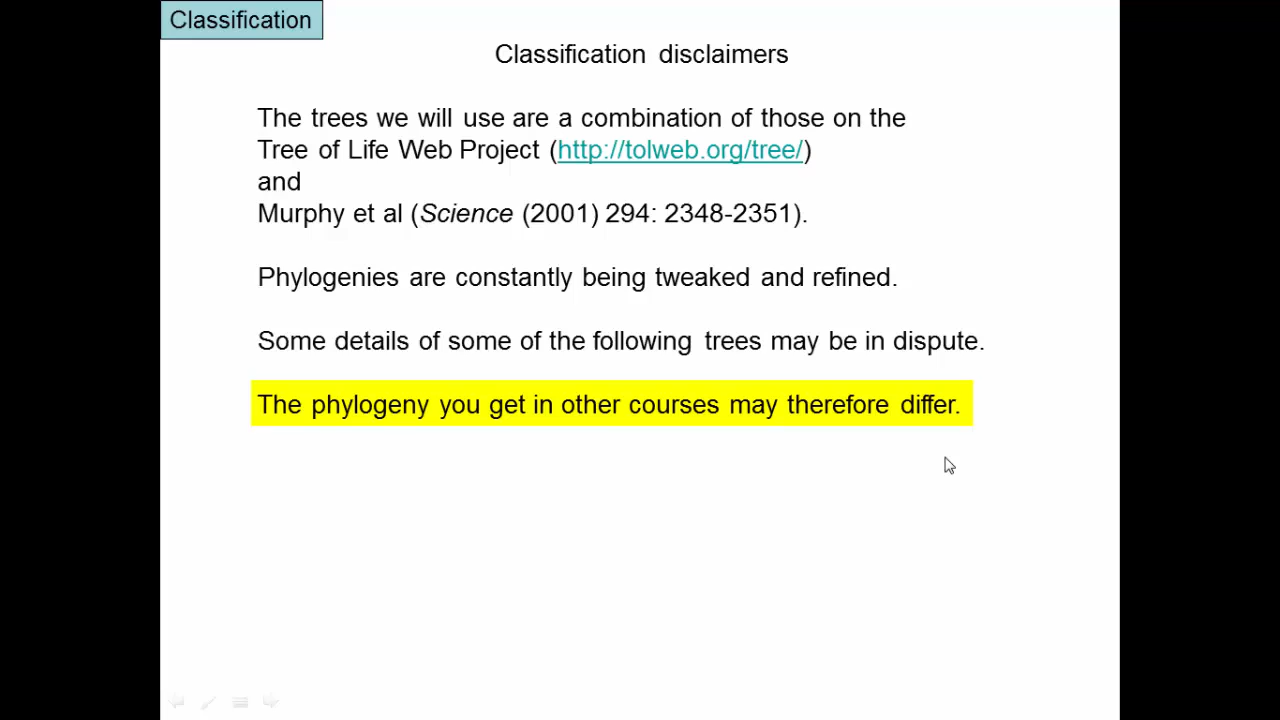 Classification
Classification disclaimers
The trees we will use are a combination of those on the
Tree of Life Web Project (http://tolweb.org/tree/)
and
Murphy et al (Science (2001) 294: 2348-2351).
Phylogenies are constantly being tweaked and refined.
Some details of some of the following trees may be in dispute.
The phylogeny you get in other courses may therefore differ.